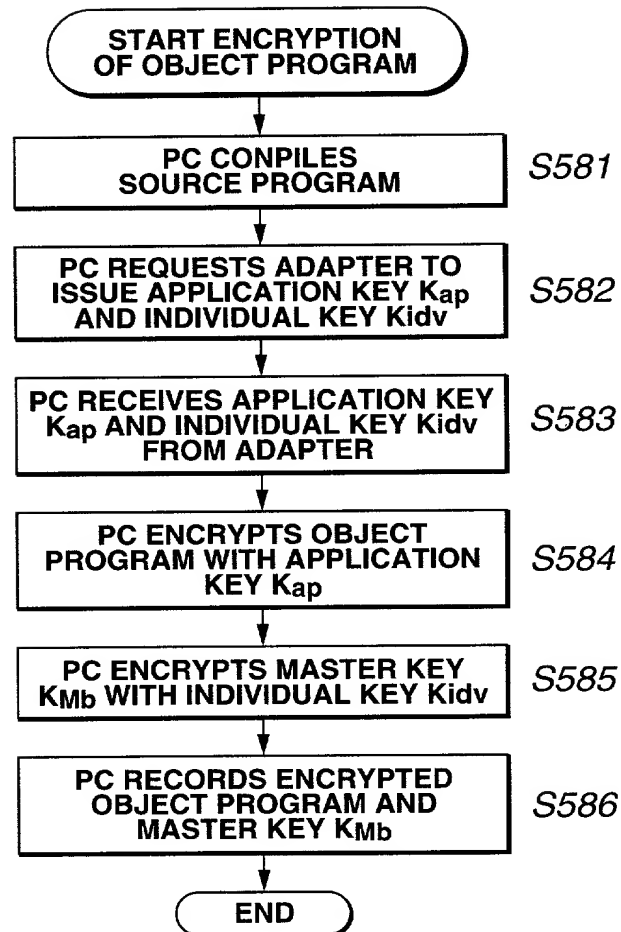 START ENCRYPTION
OF OBJECT PROGRAM
PC CONPILES
SOURCE PROGRAM
S581
PC REQUESTS ADAPTER TO
ISSUE APPLICATION KEY Kap
AND INDIVIDUAL KEY Kidv
S582
PC RECEIVES APPLICATION KEY
Kap AND INDIVIDUAL KEY Kidv
FROM ADAPTER
S583
PC ENCRYPTS OBJECT
PROGRAM WITH APPLICATION
KEY Kap
S584
PC ENCRYPTS MASTER KEY
KMb WITH INDIVIDUAL KEY Kidv
S585
PC RECORDS ENCRYPTED
OBJECT PROGRAM AND
MASTER KEY KMb
S586
END